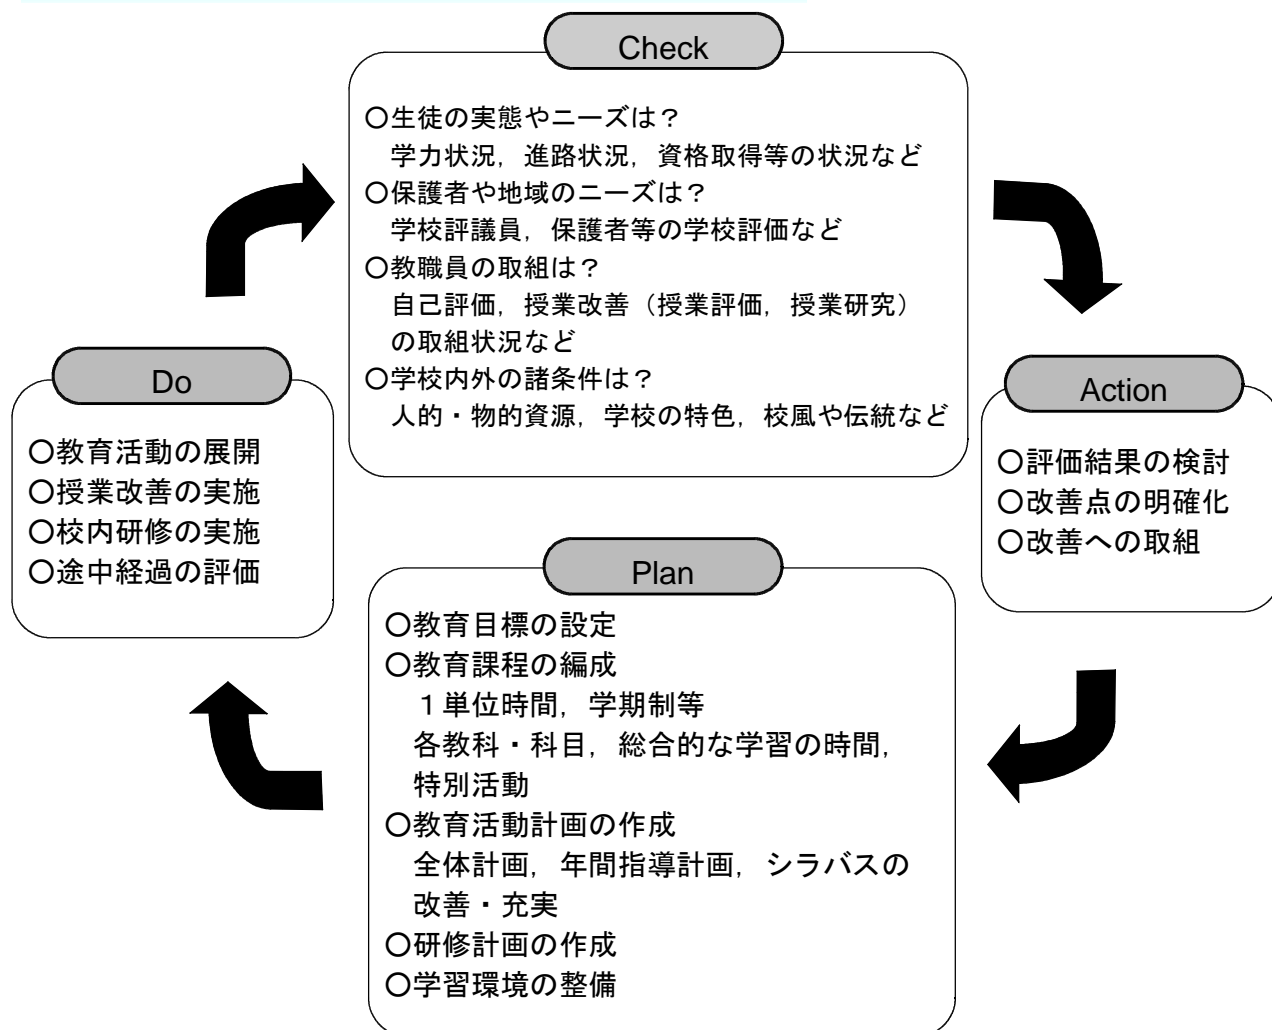 Check
○生徒の実態やニーズは？
学力状況，進路状況，資格取得等の状況など
○保護者や地域のニーズは？
学校評議員，保護者等の学校評価など
○教職員の取組は？
自己評価，授業改善（授業評価，授業研究）
の取組状況など
○学校内外の諸条件は？
人的・物的資源，学校の特色，校風や伝統など
Do
○教育活動の展開
○授業改善の実施
○校内研修の実施
○途中経過の評価
Action
○評価結果の検討
○改善点の明確化
○改善への取組
Plan
○教育目標の設定
○教育課程の編成
１単位時間，学期制等
各教科・科目，総合的な学習の時間，
特別活動
○教育活動計画の作成
全体計画，年間指導計画，シラバスの
改善・充実
○研修計画の作成
○学習環境の整備